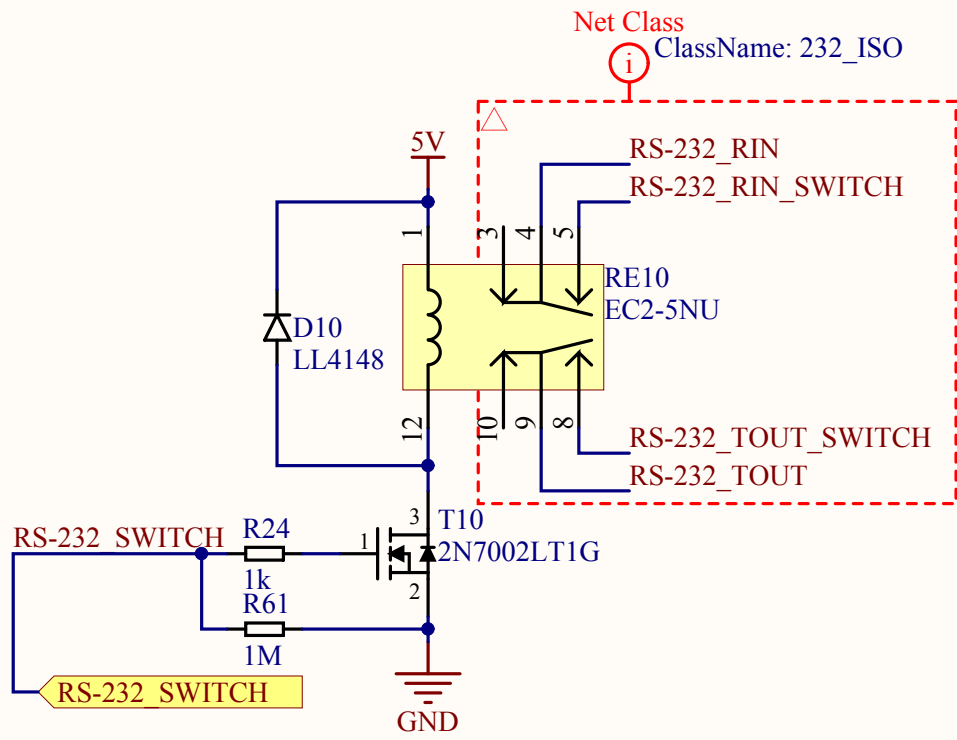 Net Class
i
ClassName: 232_ISO
5V
RS-232_RIN
RS-232_RIN_SWITCH
1
3
4
5
RE10
EC2-5NU
D10
LL4148
12
10
9
8
RS-232_TOUT_SWITCH
RS-232_TOUT
3
T10
RS-232_SWITCH
R24
1
2N7002LT1G
1k
2
R61
1M
RS-232_SWITCH
GND